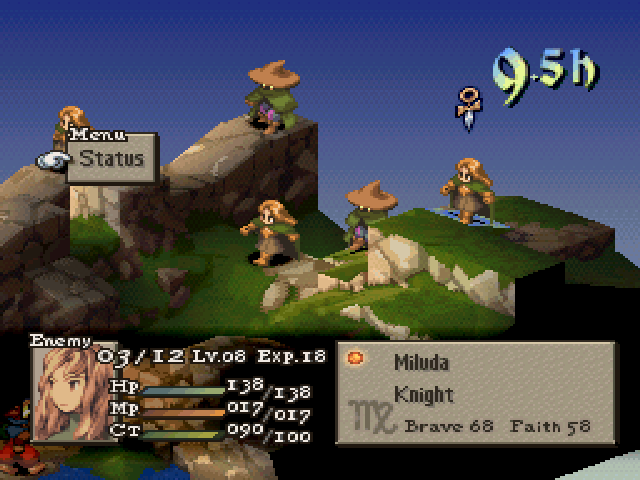 9.5h
Menu
Status
Enemy
03/12 Lv.08 Exp.18
Hp 138/138
Mp 017/017
CT 090/100
Miluda
Knight
Brave 68 Faith 58